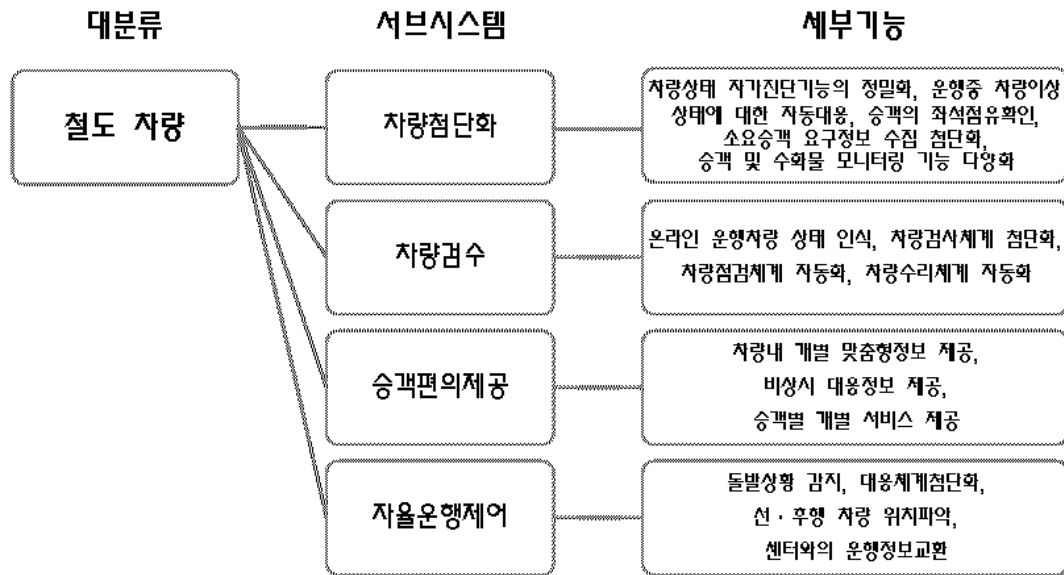 대분류
서브시스템
세부기능
철도 차량
차량첨단화
차량상태 자가진단기능의 정밀화, 운행중 차량이상
상태에 대한 자동대응, 승객의 좌석점유확인,
소요승객 요구정보 수집 첨단화,
승객 및 수화물 모니터링 기능 다양화
차량검수
온라인 운행차량 상태 인식, 차량검사체계 첨단화,
차량점검체계 자동화, 차량수리체계 자동화
승객편의제공
차량내 개별 맞춤형정보 제공,
비상시 대응정보 제공,
승객별 개별 서비스 제공
자율운행제어
돌발상황 감지, 대응체계첨단화,
선·후행 차량 위치파악,
센터와의 운행정보교환